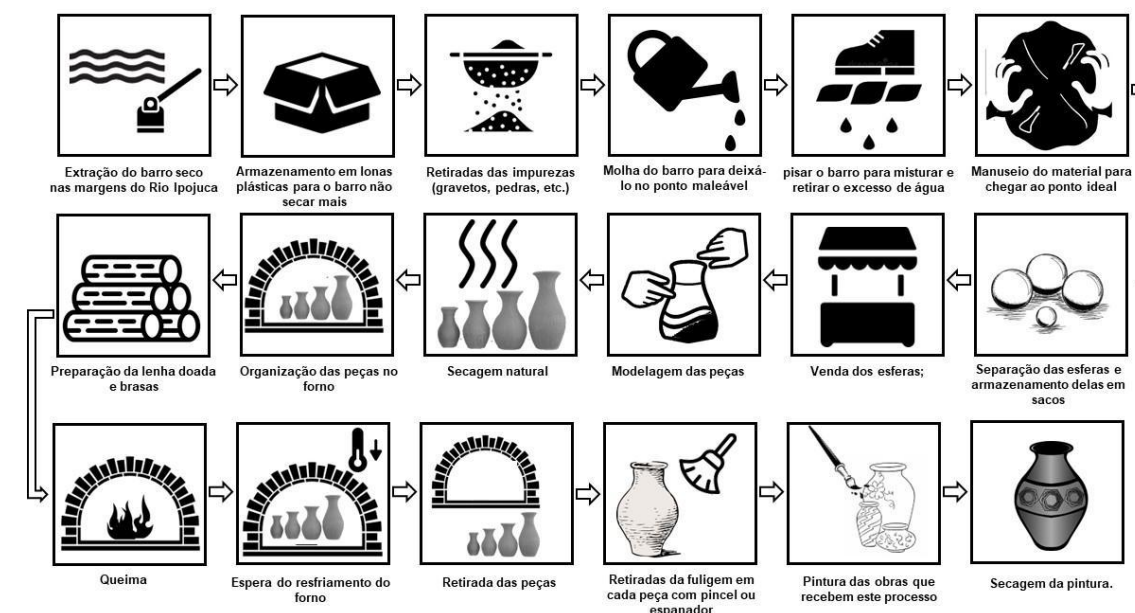 Extração do barro seco
nas margens do Rio Ipojuca
Armazenamento em lonas
plásticas para o barro não
secar mais
Retiradas das impurezas
(gravetos, pedras, etc.)
Molha do barro para deixá-
lo no ponto maleável
pisar o barro para misturar e
retirar o excesso de água
Manuseio do material para
chegar ao ponto ideal
Preparação da lenha doada
e brasas
Organização das peças no
forno
Secagem natural
Modelagem das peças
Venda dos esferas;
Separação das esferas e
armazenamento delas em
sacos
Queima
Espera do resfriamento do
forno
Retirada das peças
Retiradas da fuligem em
cada peça com pincel ou
espanador
Pintura das obras que
recebem este processo
Secagem da pintura.